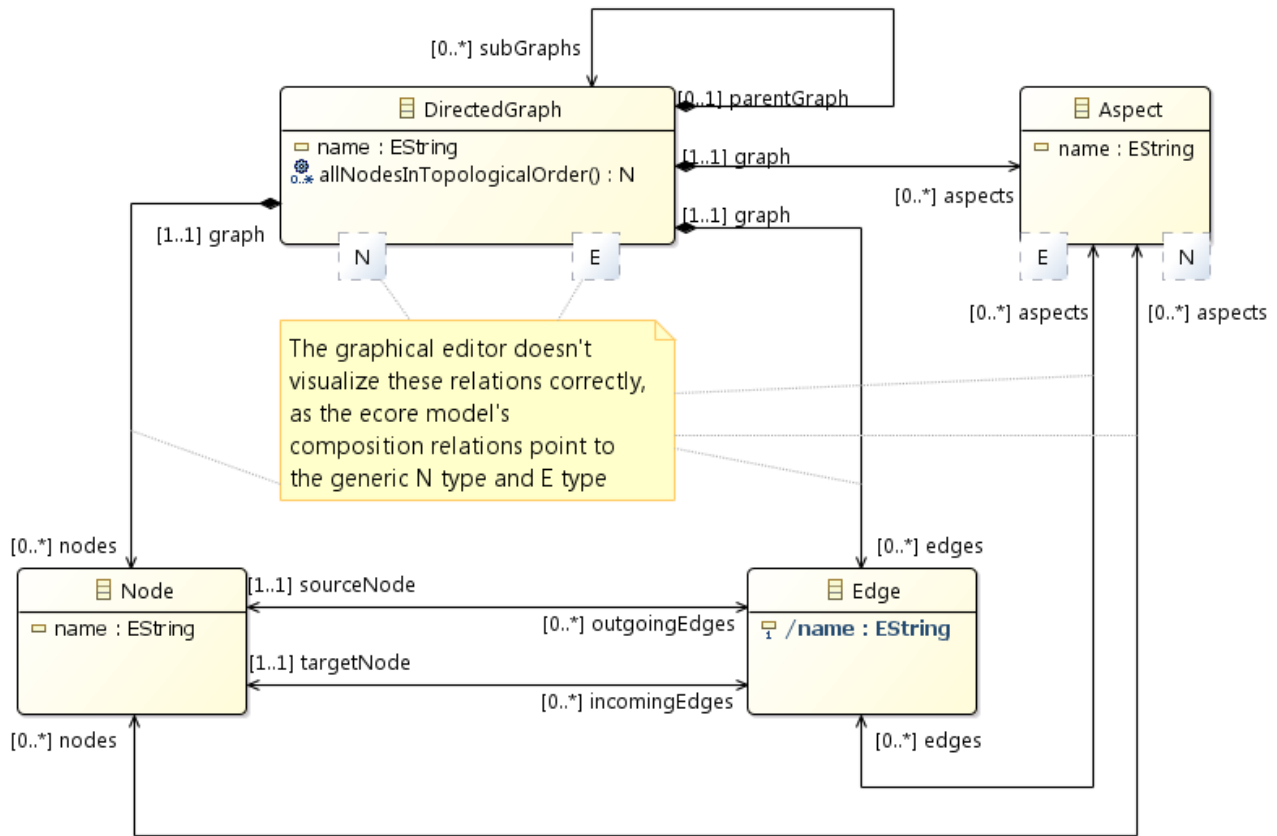 [0..*] subGraphs
DirectedGraph
[0..1] parentGraph
Aspect
name : EString
0..* allNodesInTopologicalOrder() : N
[1..1] graph
name : EString
[0..*] aspects
[1..1] graph
[1..1] graph
N
E
E
N
[0..*] aspects
[0..*] aspects
The graphical editor doesn't
visualize these relations correctly,
as the ecore model's
composition relations point to
the generic N type and E type
[0..*] nodes
[0..*] edges
Node
[1..1] sourceNode
Edge
name : EString
[0..*] outgoingEdges
1 /name : EString
[1..1] targetNode
[0..*] incomingEdges
[0..*] nodes
[0..*] edges